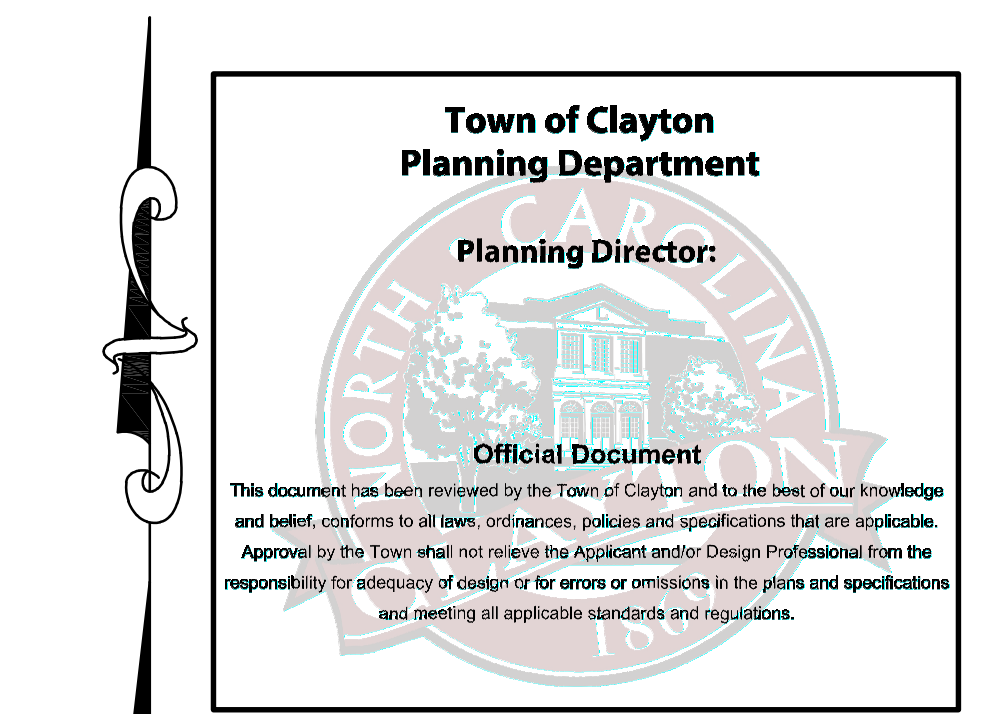 Town of Clayton
Planning Department
NORTH CAROLINA
Planning Director:
CLAYTON
Official Document
This document has been reviewed by the Town of Clayton and to the best of our knowledge
and belief, conforms to all laws, ordinances, policies and specifications that are applicable.
Approval by the Town shall not relieve the Applicant and/or Design Professional from the
responsibility for adequacy of design or for errors or omissions in the plans and specifications
and meeting all applicable standards and regulations.
1869